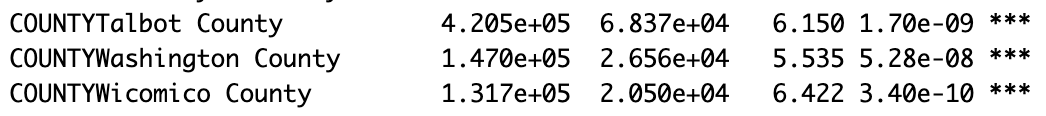 COUNTYTalbot County 4.205e+05 6.837e+04 6.150 1.70e-09 ***
COUNTYWashington County 1.470e+05 2.656e+04 5.535 5.28e-08 ***
COUNTYWicomico County 1.317e+05 2.050e+04 6.422 3.40e-10 ***